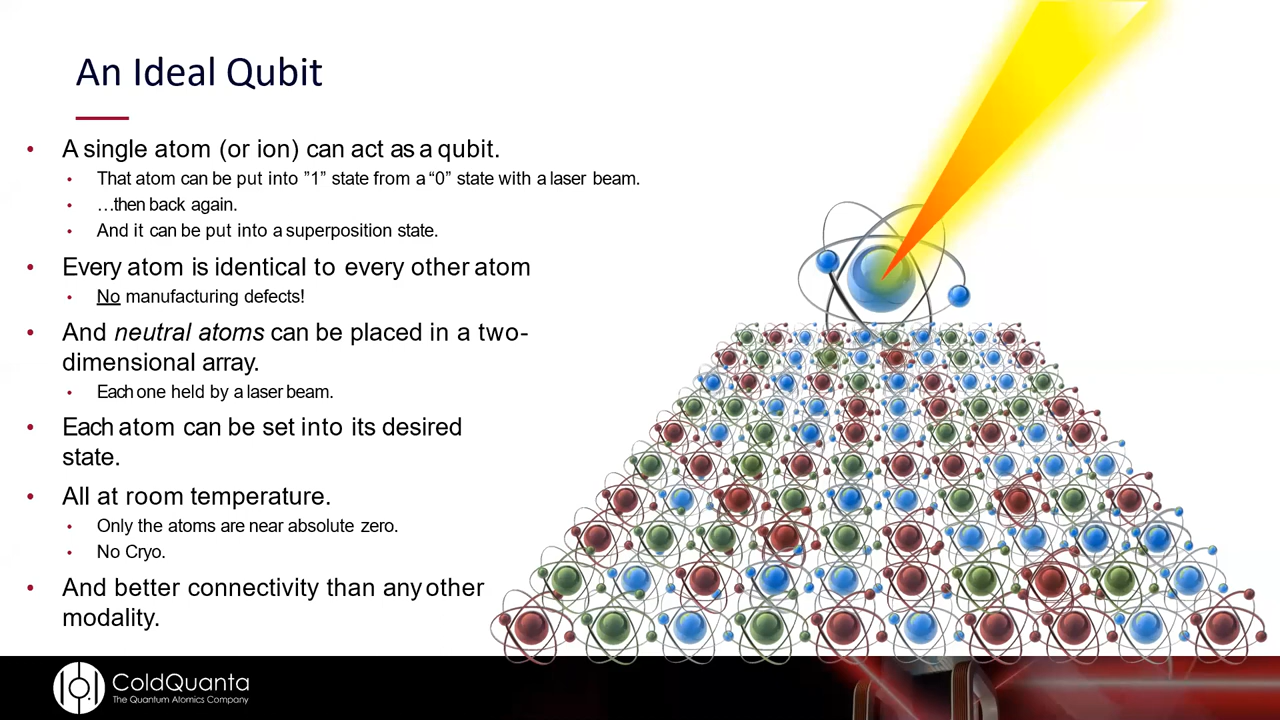 An Ideal Qubit
• A single atom (or ion) can act as a qubit.
• That atom can be put into ”1” state from a “0” state with a laser beam.
• …then back again.
• And it can be put into a superposition state.
• Every atom is identical to every other atom
• No manufacturing defects!
• And neutral atoms can be placed in a two-
dimensional array.
• Each one held by a laser beam.
• Each atom can be set into its desired
state.
• All at room temperature.
• Only the atoms are near absolute zero.
• No Cryo.
• And better connectivity than any other
modality.
ColdQuanta
The Quantum Atomics Company